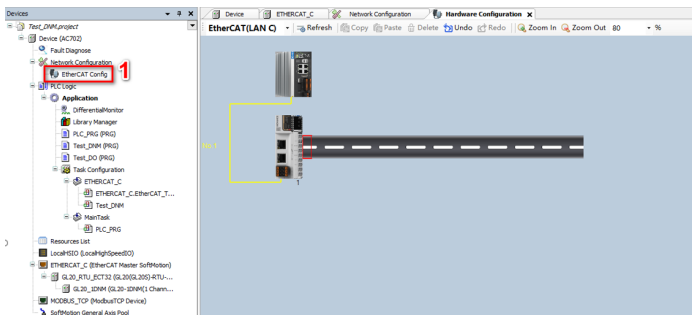 Devices
Test_DNM.project
Device (AC702)
Fault Diagnose
Network Configuration
EtherCAT Config
1
PLC Logic
Application
DifferentialMonitor
Library Manager
PLC_PRG (PRG)
Test_DNM (PRG)
Test_DO (PRG)
Task Configuration
ETHERCAT_C
ETHERCAT_C.EtherCAT_T...
Test_DNM
MainTask
PLC_PRG
Resources List
LocalHSIO (LocalHighSpeedIO)
ETHERCAT_C (EtherCAT Master SoftMotion)
GL20_RTU_ECT32 (GL20(GL20S)-RTU-...
GL20_1DNM (GL20-1DNM(1 Chann...
MODBUS_TCP (ModbusTCP Device)
SoftMotion General Axis Pool
Device ETHERCAT_C Network Configuration Hardware Configuration x
EtherCAT(LAN C) Refresh Copy Paste Delete Undo Redo Zoom In Zoom Out 80 %
No.1
1